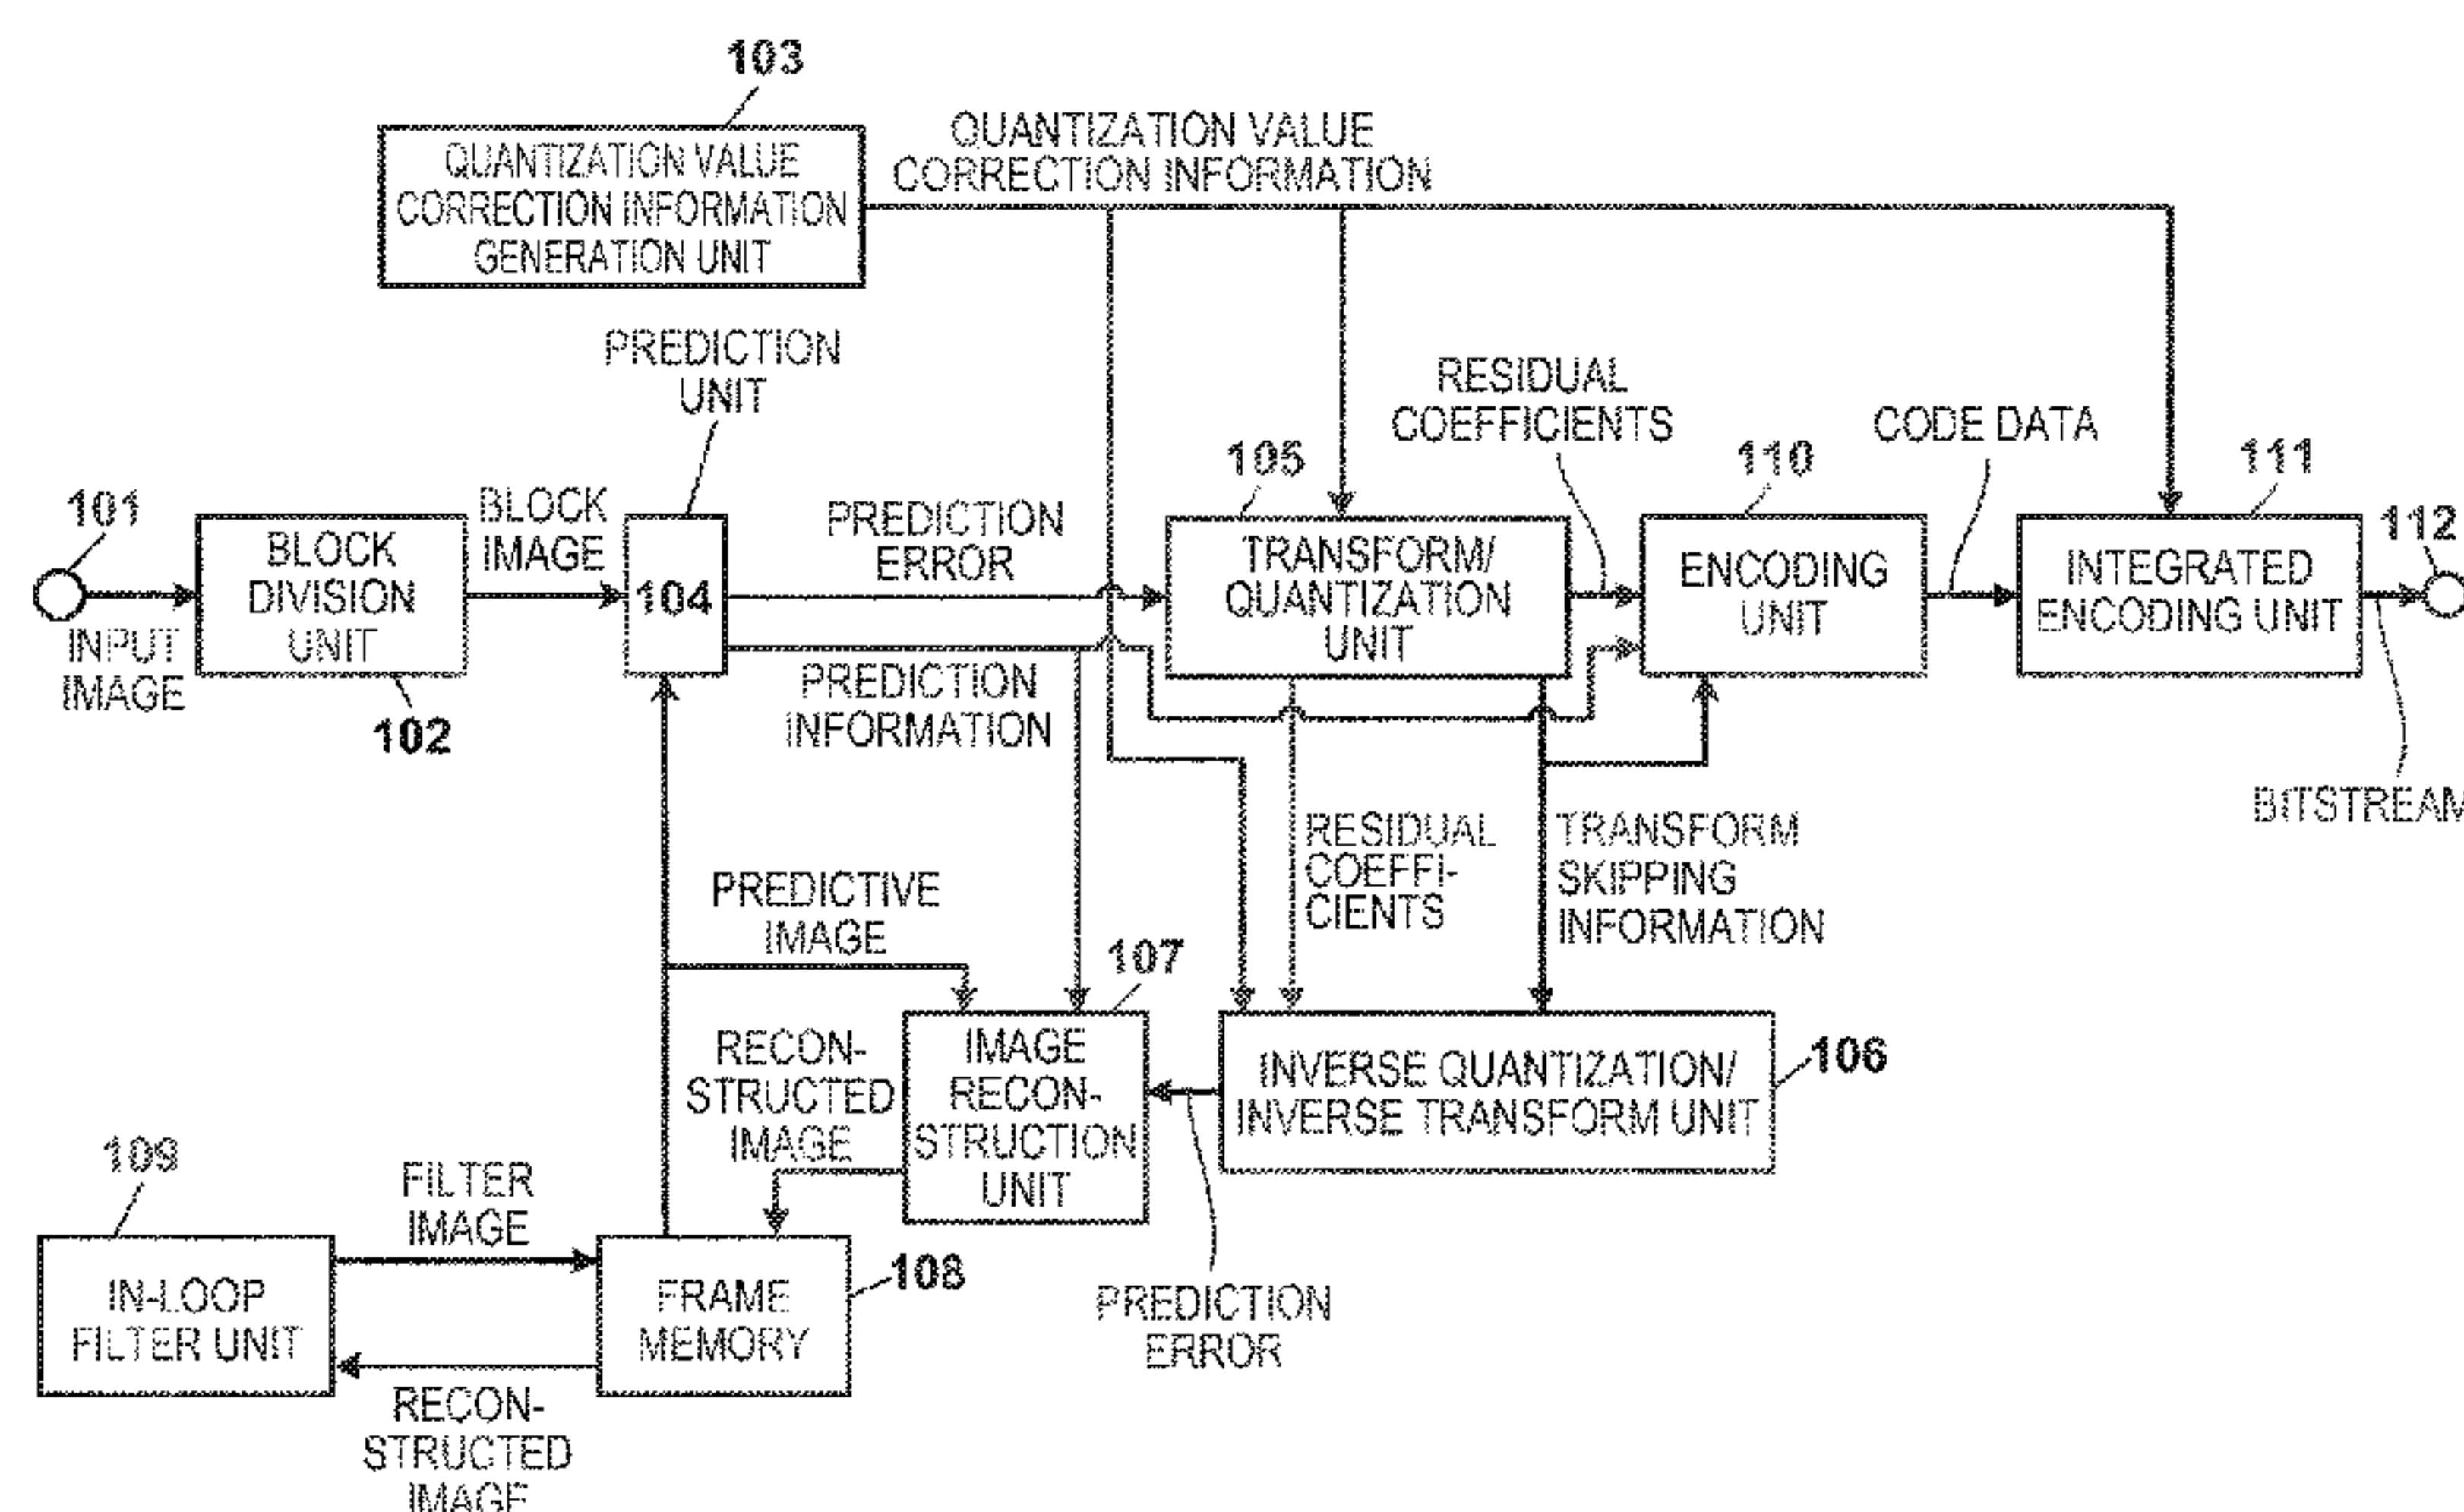 103
QUANTIZATION VALUE
CORRECTION INFORMATION
GENERATION UNIT
QUANTIZATION VALUE
CORRECTION INFORMATION
PREDICTION
UNIT
RESIDUAL
COEFFICIENTS
CODE DATA
101
INPUT
IMAGE
BLOCK
DIVISION
UNIT
102
BLOCK
IMAGE
104
PREDICTION
ERROR
PREDICTION
INFORMATION
105
TRANSFORM/
QUANTIZATION
UNIT
110
ENCODING
UNIT
111
INTEGRATED
ENCODING UNIT
112
BITSTREAM
RESIDUAL
COEFFI-
CIENTS
TRANSFORM
SKIPPING
INFORMATION
PREDICTIVE
IMAGE
107
IMAGE
RECON-
STRUCTION
UNIT
106
INVERSE QUANTIZATION/
INVERSE TRANSFORM UNIT
RECON-
STRUCTED
IMAGE
PREDICTION
ERROR
109
IN-LOOP
FILTER UNIT
FILTER
IMAGE
108
FRAME
MEMORY
RECON-
STRUCTED
IMAGE